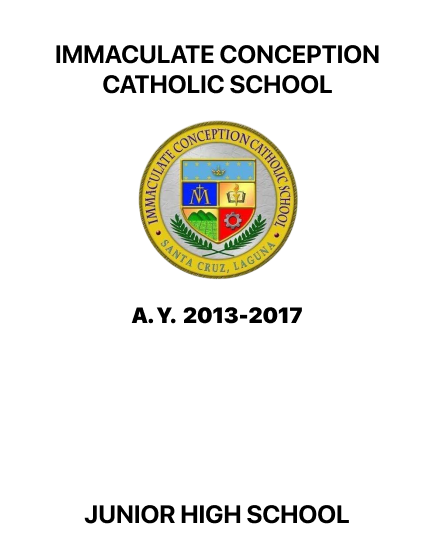 IMMACULATE CONCEPTION
CATHOLIC SCHOOL
IMMACULATE CONCEPTION CATHOLIC SCHOOL
SANTA CRUZ, LAGUNA
A.Y. 2013-2017
JUNIOR HIGH SCHOOL